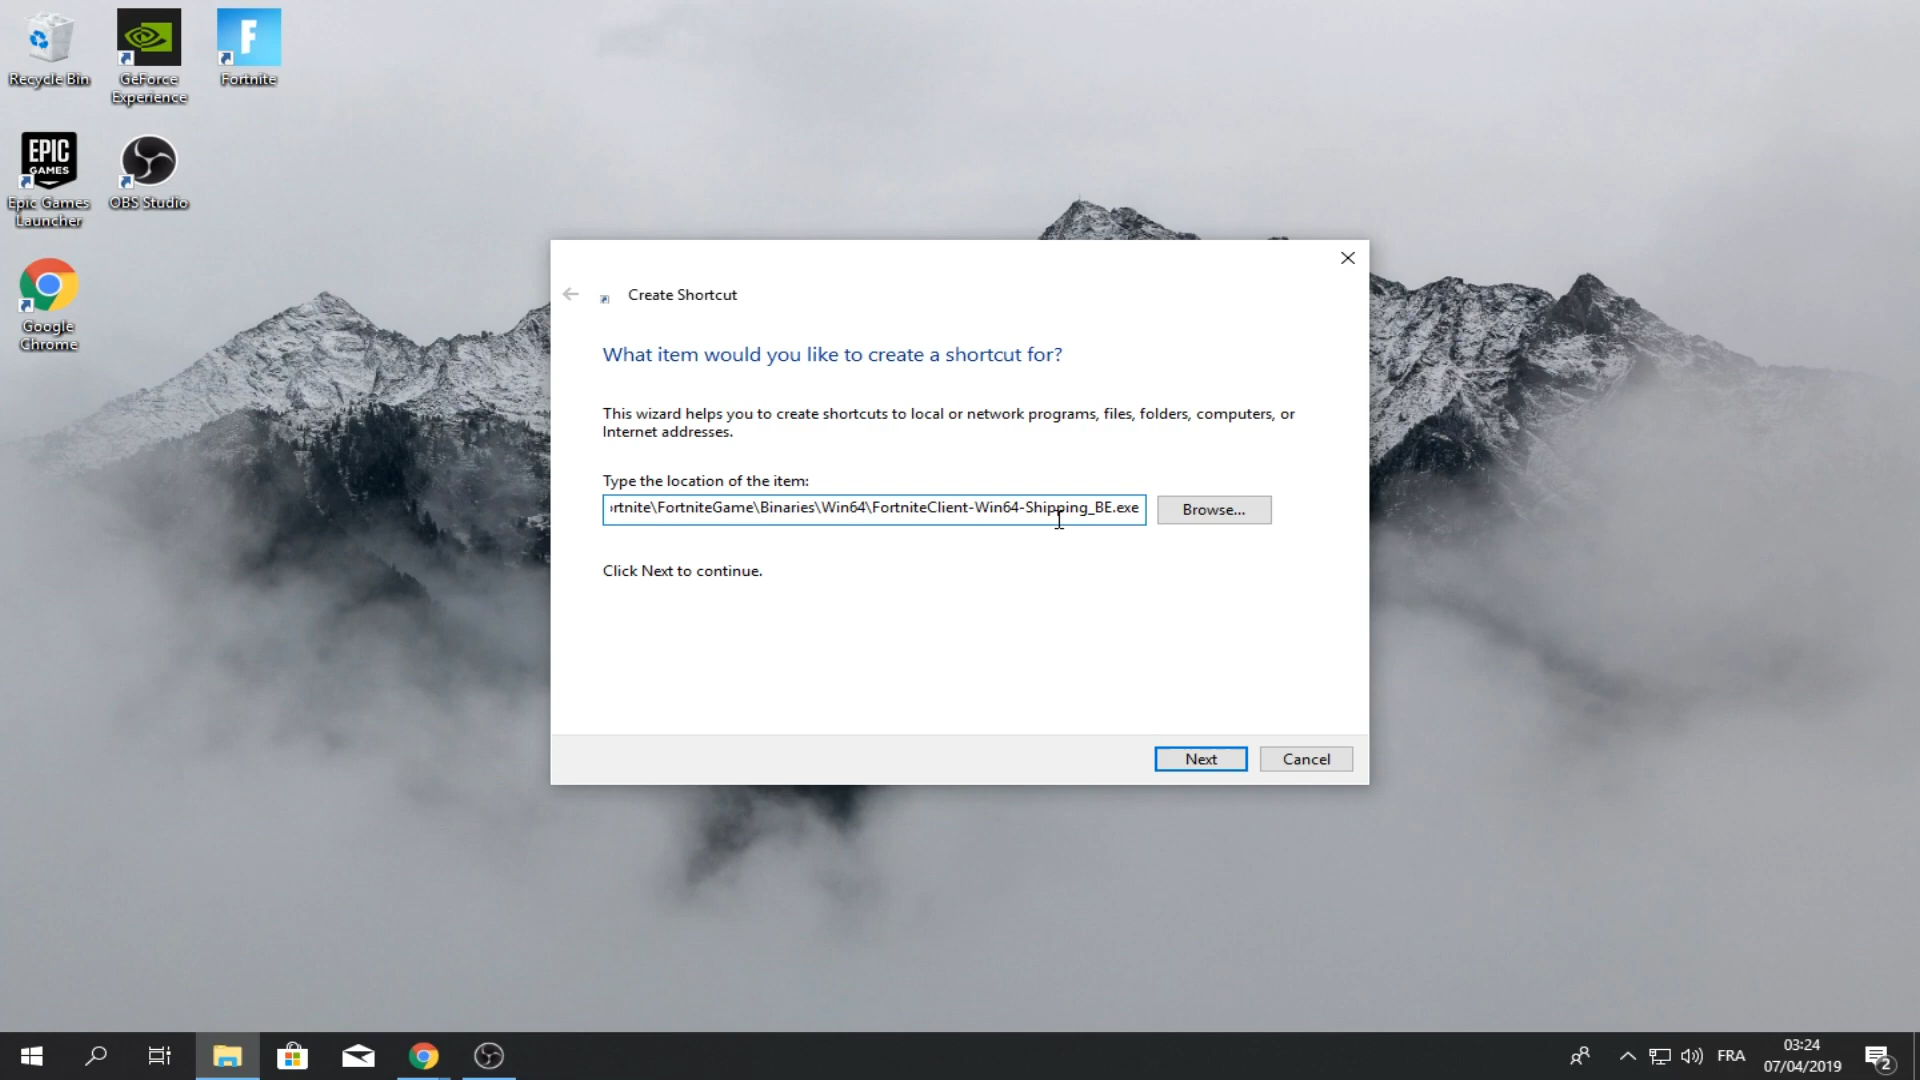 Recycle Bin
GeForce
Experience
F
Fortnite
EPIC
GAMES
Epic Games
Launcher
OBS Studio
Google
Chrome
Create Shortcut
What item would you like to create a shortcut for?
This wizard helps you to create shortcuts to local or network programs, files, folders, computers, or
Internet addresses.
Type the location of the item:
rtnite\FortniteGame\Binaries\Win64\FortniteClient-Win64-Shipping_BE.exe
Browse...
Click Next to continue.
Next
Cancel
FRA
03:24
07/04/2019
2